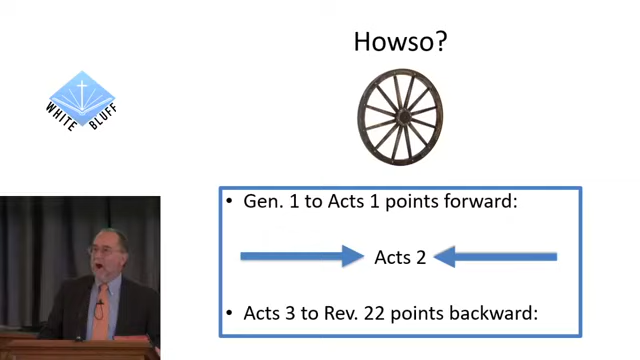 Howso?
WHITE BLUFF
• Gen. 1 to Acts 1 points forward:
Acts 2
• Acts 3 to Rev. 22 points backward: